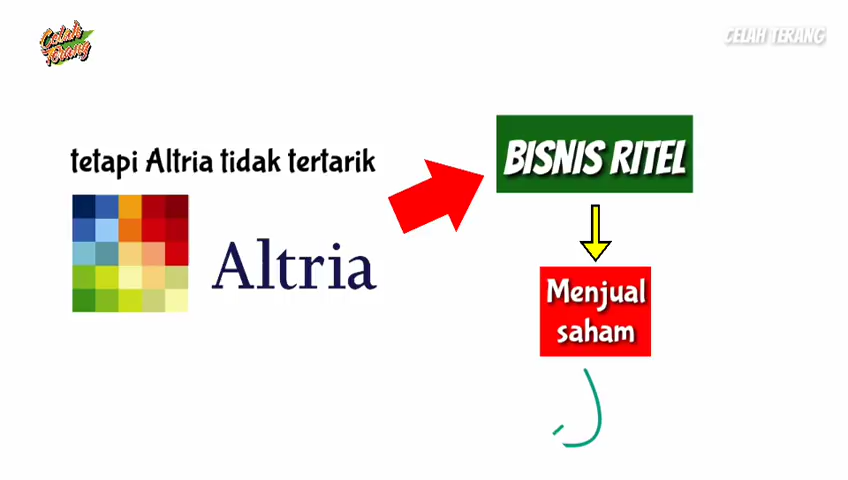 Celah
Terang
CELAH TERANG
tetapi Altria tidak tertarik
Altria
BISNIS RITEL
Menjual
saham